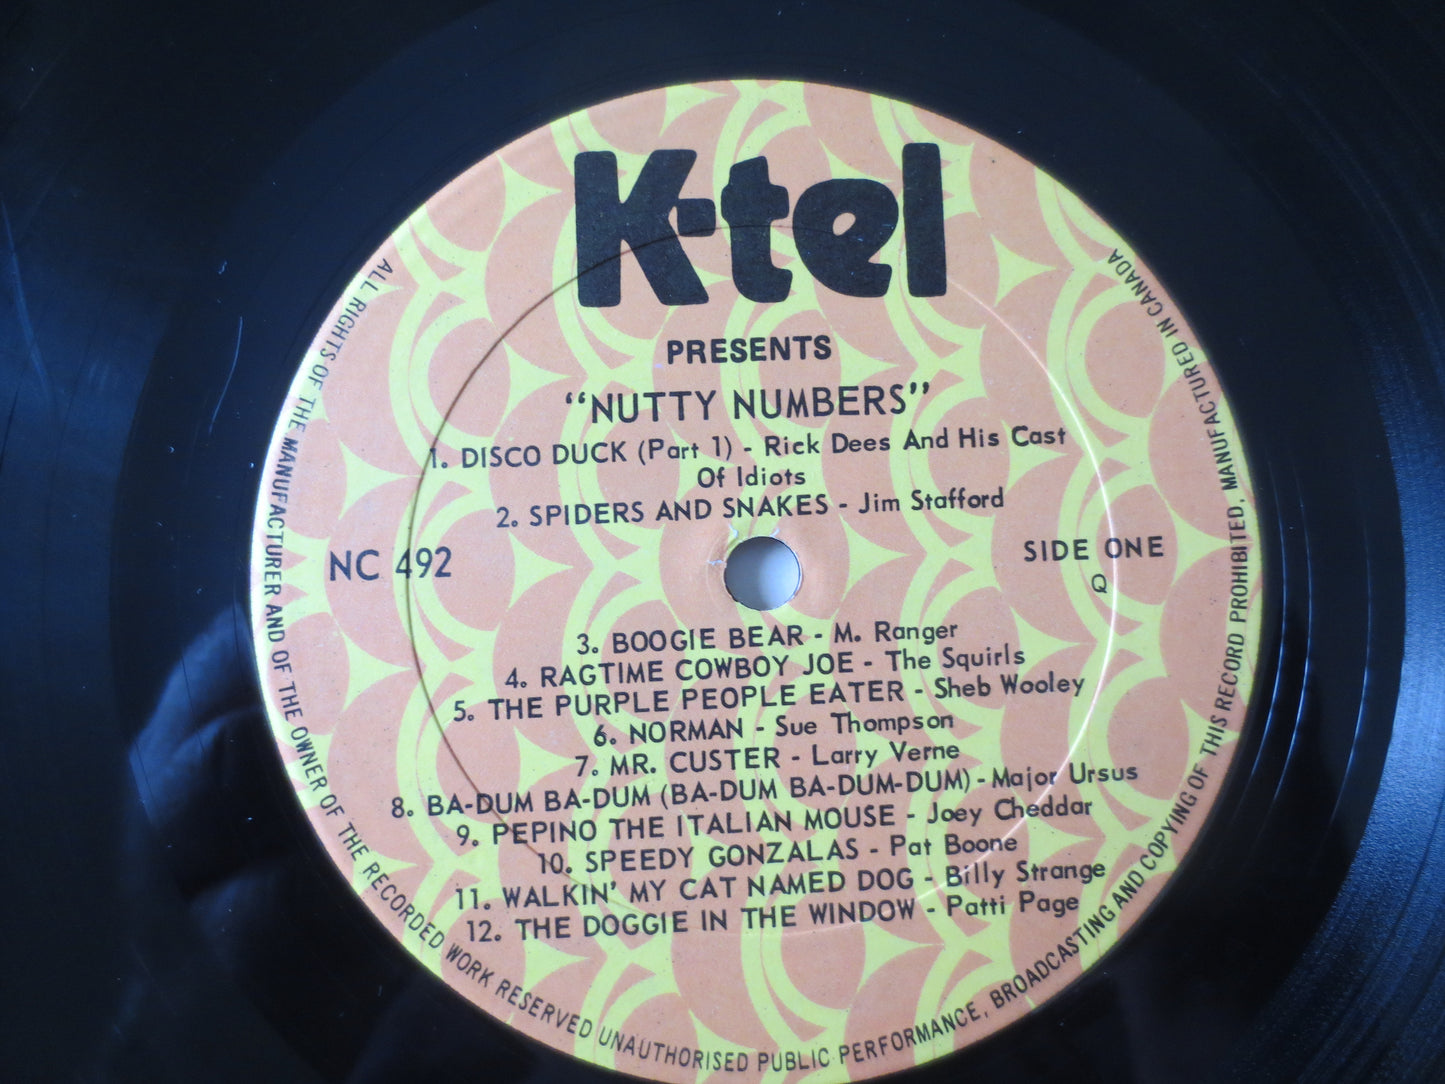 K-tel
PRESENTS
"NUTTY NUMBERS"
1. DISCO DUCK (Part 1) - Rick Dees And His Cast
Of Idiots
2. SPIDERS AND SNAKES - Jim Stafford
NC 492
SIDE ONE
Q
3. BOOGIE BEAR - M. Ranger
4. RAGTIME COWBOY JOE - The Squirls
5. THE PURPLE PEOPLE EATER - Sheb Wooley
6. NORMAN - Sue Thompson
7. MR. CUSTER - Larry Verne
8. BA-DUM BA-DUM (BA-DUM BA-DUM-DUM) - Major Ursus
9. PEPINO THE ITALIAN MOUSE - Joey Cheddar
10. SPEEDY GONZALAS - Pat Boone
11. WALKIN' MY CAT NAMED DOG - Billy Strange
12. THE DOGGIE IN THE WINDOW - Patti Page
ALL RIGHTS OF THE MANUFACTURER AND OF THE OWNER OF THE RECORDED WORK RESERVED UNAUTHORISED PUBLIC PERFORMANCE, BROADCASTING AND COPYING OF THIS RECORD PROHIBITED, MANUFACTURED IN CANADA